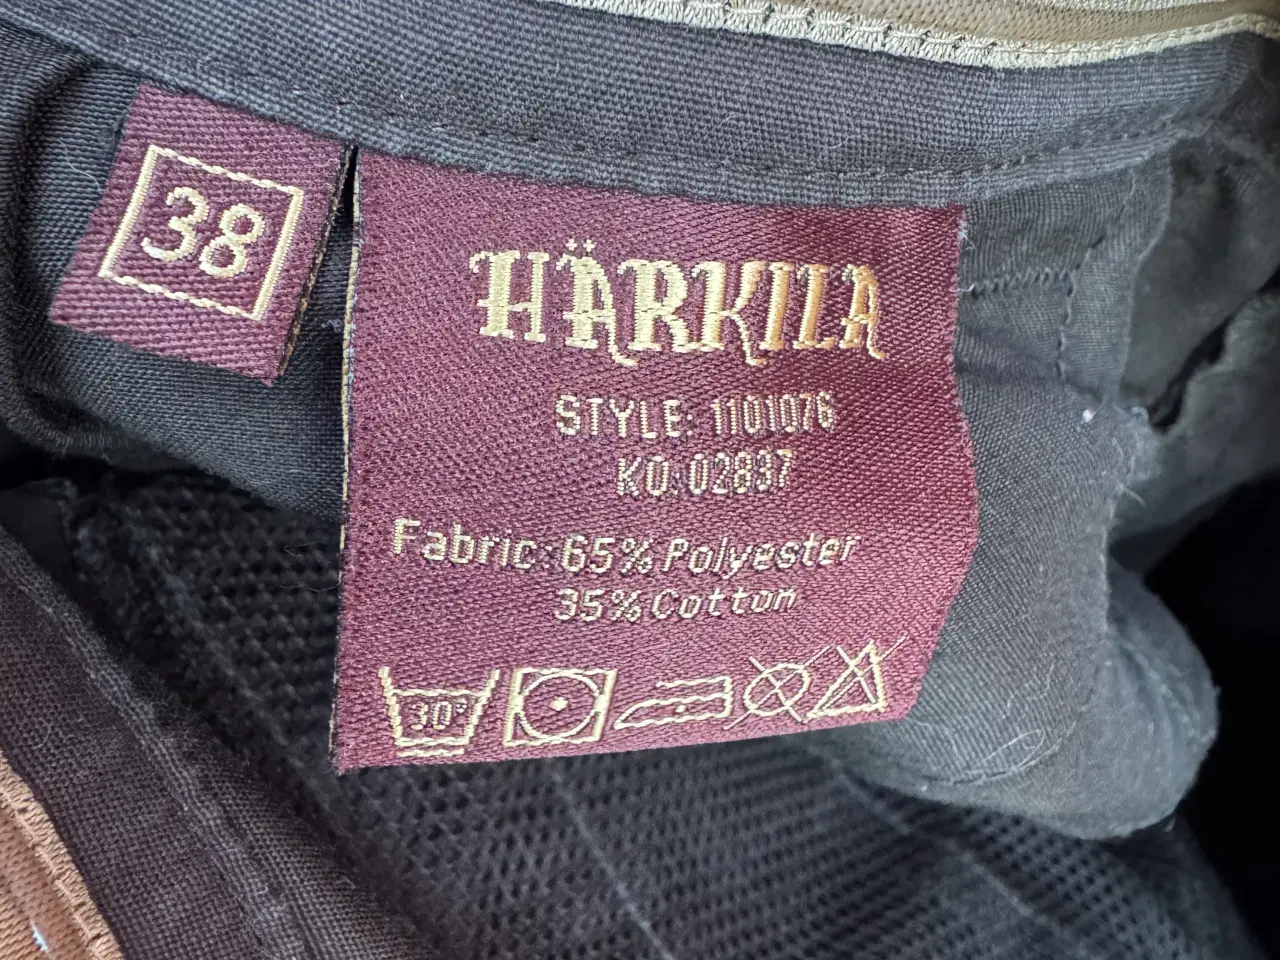 38
HÄRKILA
STYLE: 1101076
KO:02837
Fabric: 65% Polyester
35% Cotton
30°